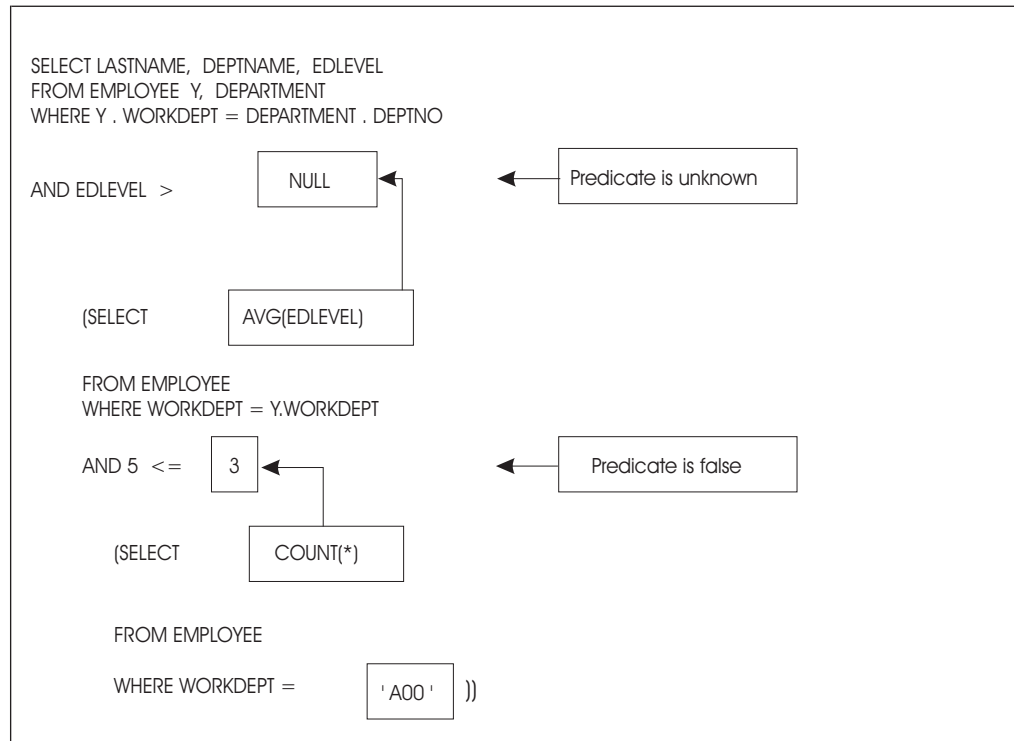 SELECT LASTNAME, DEPTNAME, EDLEVEL
FROM EMPLOYEE Y, DEPARTMENT
WHERE Y . WORKDEPT = DEPARTMENT . DEPTNO
AND EDLEVEL > NULL Predicate is unknown
(SELECT AVG(EDLEVEL)
FROM EMPLOYEE
WHERE WORKDEPT = Y.WORKDEPT
AND 5 <= 3 Predicate is false
(SELECT COUNT(*)
FROM EMPLOYEE
WHERE WORKDEPT = 'A00' ))